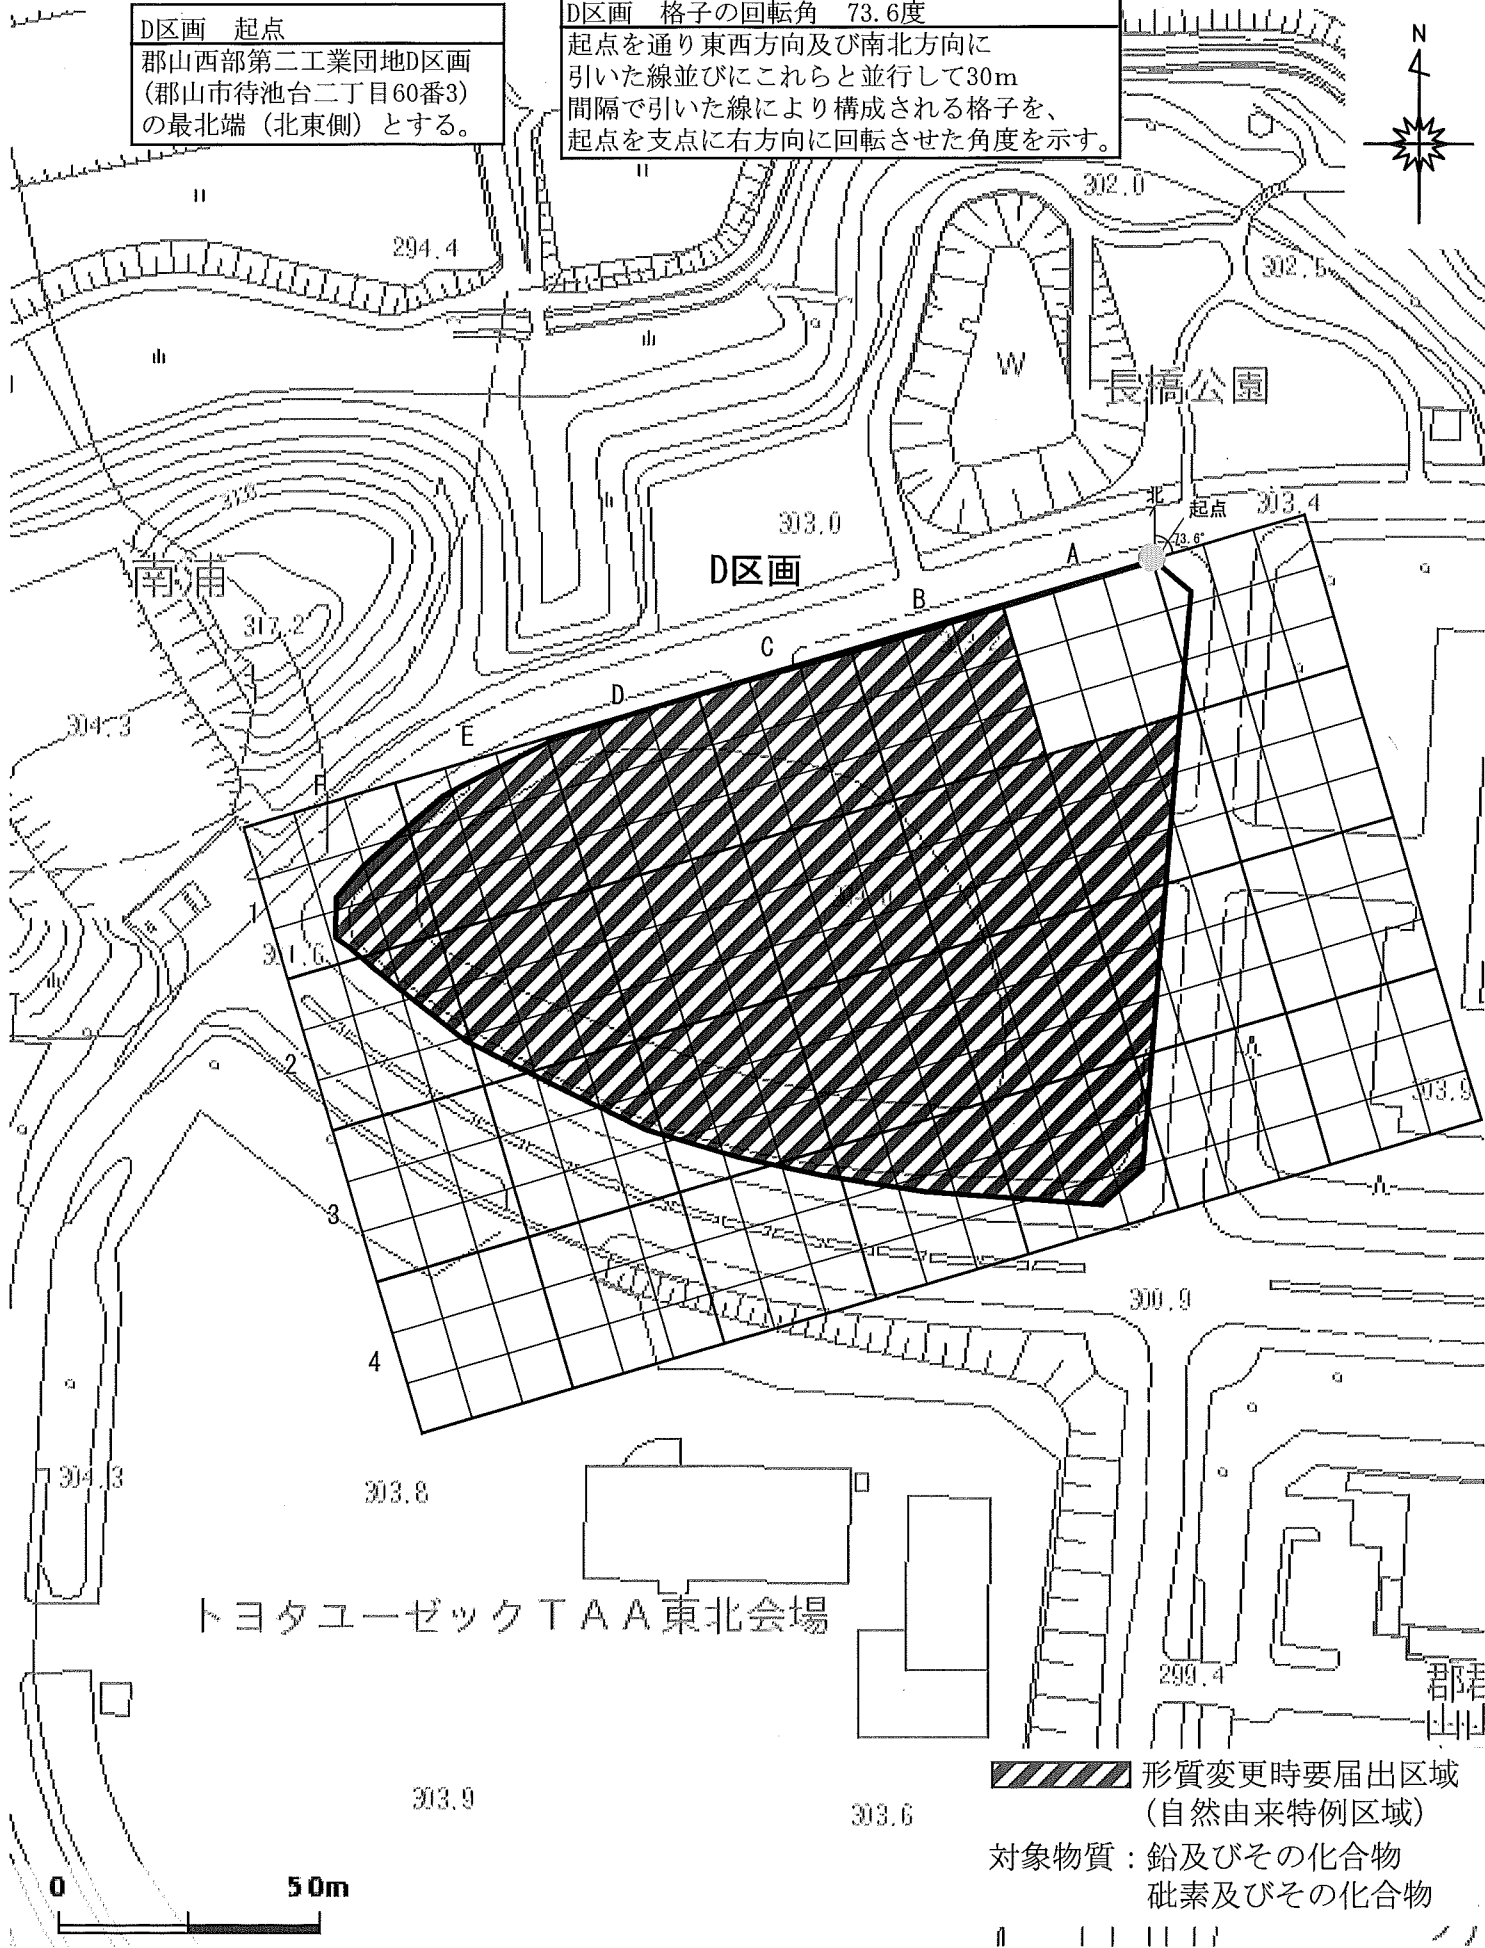 D区画　起点
郡山西部第二工業団地D区画
(郡山市待池台二丁目60番3)
の最北端（北東側）とする。
D区画　格子の回転角　73.6度
起点を通り東西方向及び南北方向に
引いた線並びにこれらと並行して30m
間隔で引いた線により構成される格子を、
起点を支点に右方向に回転させた角度を示す。
N
302.0
294.4
302.5
W
長橋公園
北
起点
303.4
73.6°
303.0
D区画
A
南浦
B
317.2
C
D
304.3
E
F
1
2
303.9
3
300.9
4
304.3
303.8
トヨタユーゼックTAA東北会場
299.4
303.9
303.6
形質変更時要届出区域
(自然由来特例区域)
対象物質：鉛及びその化合物
砒素及びその化合物
0
50m